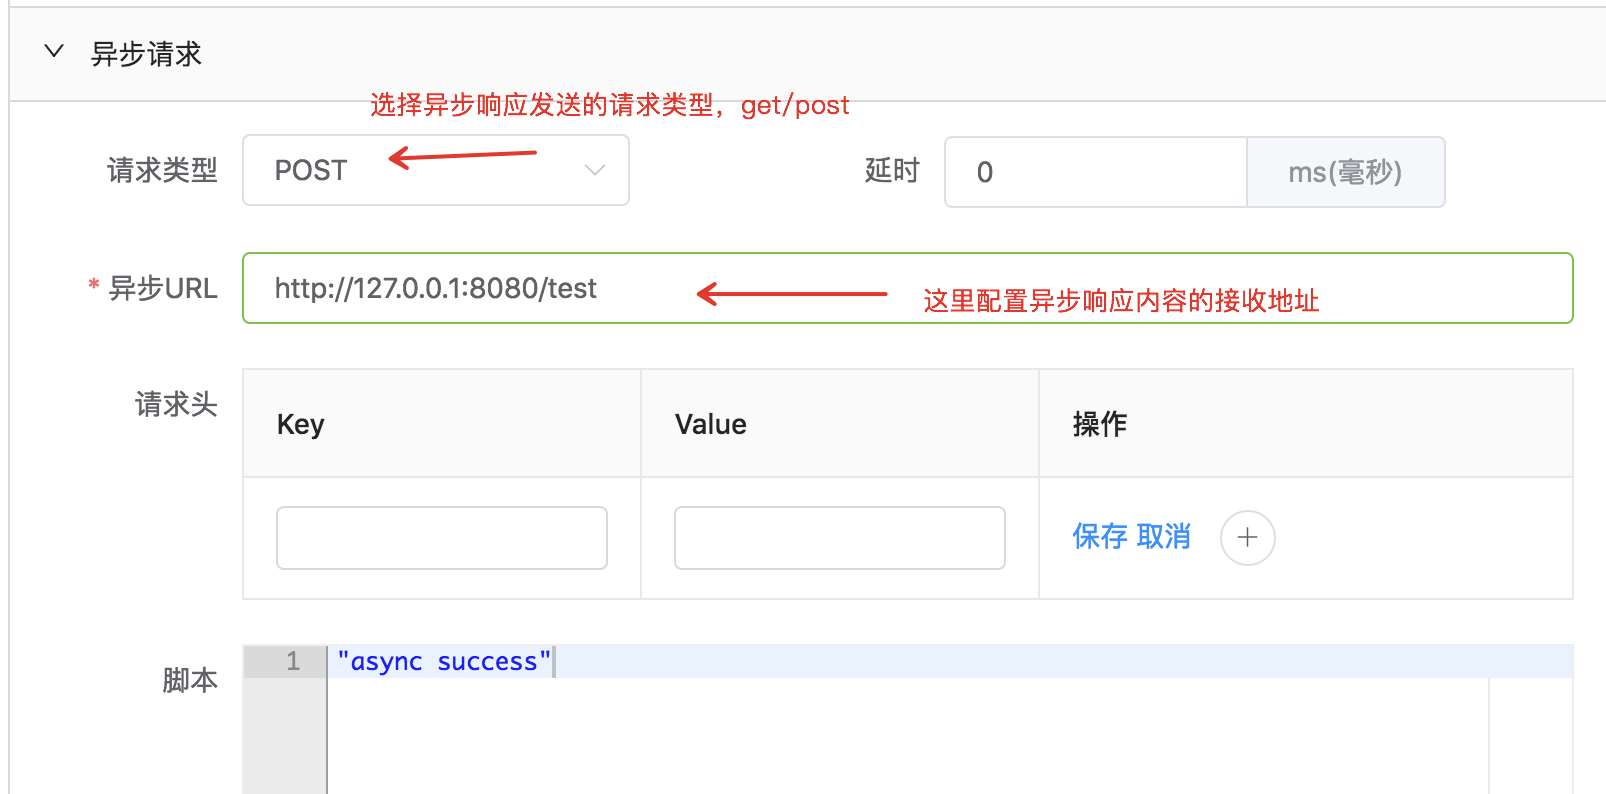 异步请求
选择异步响应发送的请求类型，get/post
请求类型 POST 延时 0 ms(毫秒)
* 异步URL http://127.0.0.1:8080/test 这里配置异步响应内容的接收地址
请求头 Key Value 操作
保存 取消
脚本 1 "async success"